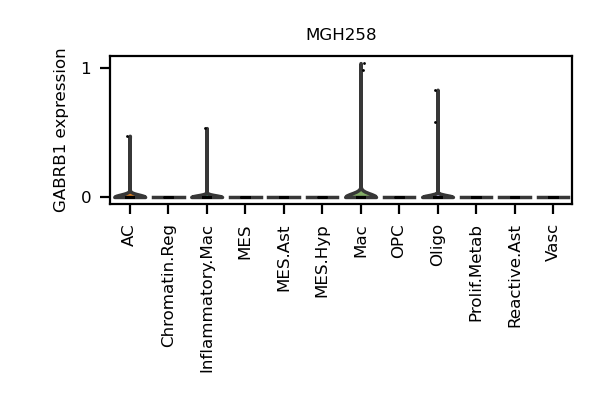 MGH258
GABRB1 expression
1
0
AC
Chromatin.Reg
Inflammatory.Mac
MES
MES.Ast
MES.Hyp
Mac
OPC
Oligo
Prolif.Metab
Reactive.Ast
Vasc